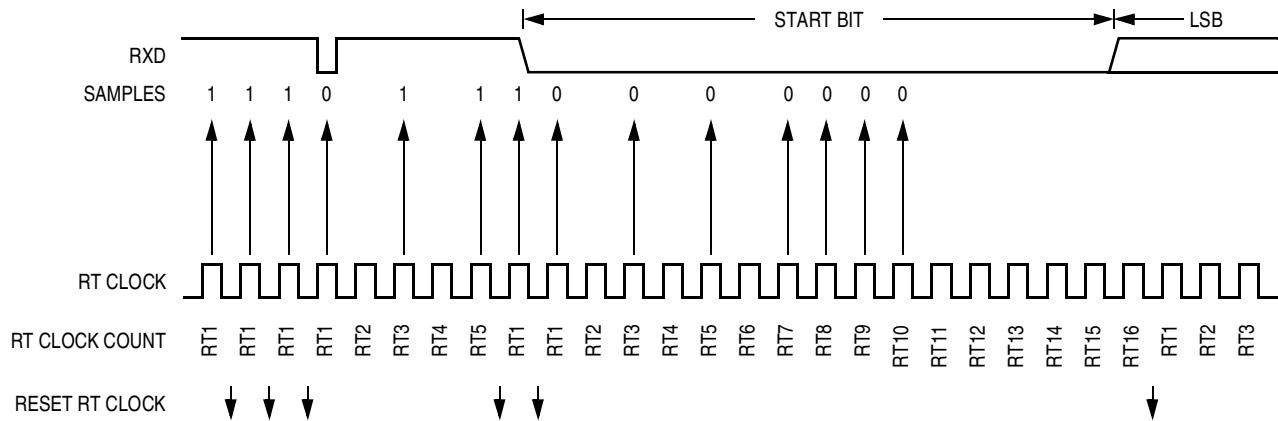 START BIT LSB
RXD
SAMPLES 1 1 1 0 1 1 1 0 0 0 0 0 0 0
RT CLOCK
RT CLOCK COUNT RT1 RT1 RT1 RT1 RT2 RT3 RT4 RT5 RT1 RT1 RT2 RT3 RT4 RT5 RT6 RT7 RT8 RT9 RT10 RT11 RT12 RT13 RT14 RT15 RT16 RT1 RT2 RT3
RESET RT CLOCK